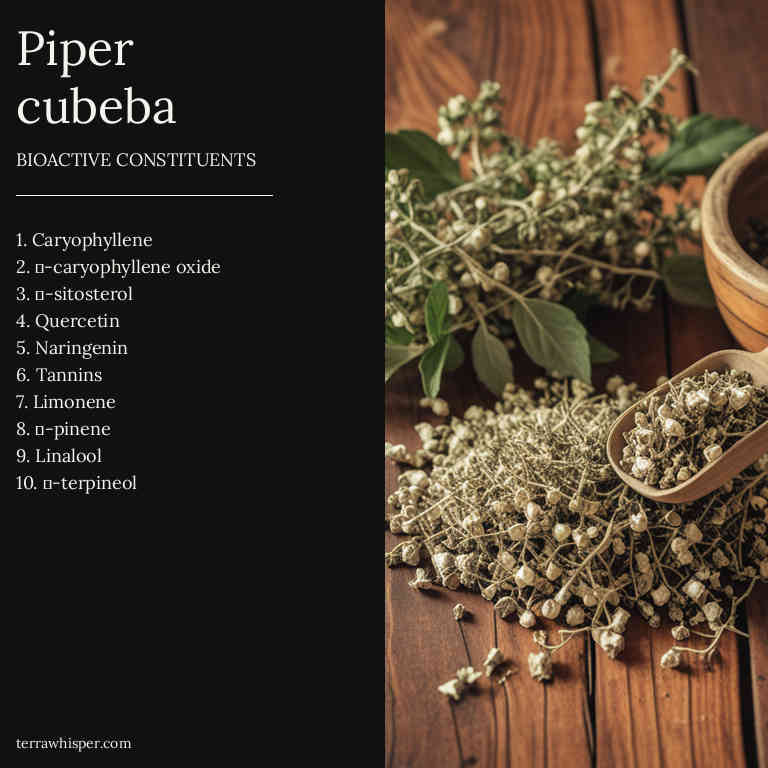 Piper
cubeba
BIOACTIVE CONSTITUENTS
1. Caryophyllene
2. □-caryophyllene oxide
3. □-sitosterol
4. Quercetin
5. Naringenin
6. Tannins
7. Limonene
8. □-pinene
9. Linalool
10. □-terpineol
terrawhisper.com